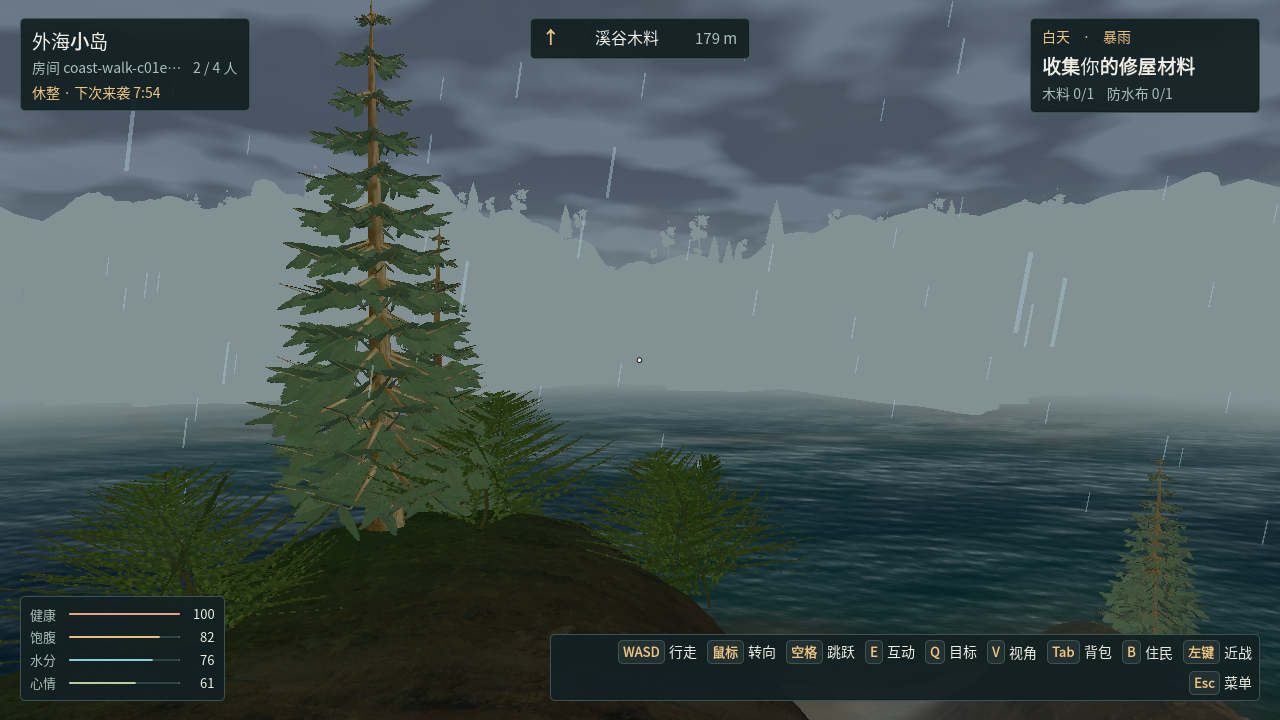 外海小岛
房间 coast-walk-c01e… 2 / 4 人
休整 · 下次来袭 7:54
↑ 溪谷木料 179 m
白天 · 暴雨
收集你的修屋材料
木料 0/1 防水布 0/1
健康 100
饱腹 82
水分 76
心情 61
WASD 行走 鼠标 转向 空格 跳跃 E 互动 Q 目标 V 视角 Tab 背包 B 住民 左键 近战
Esc 菜单